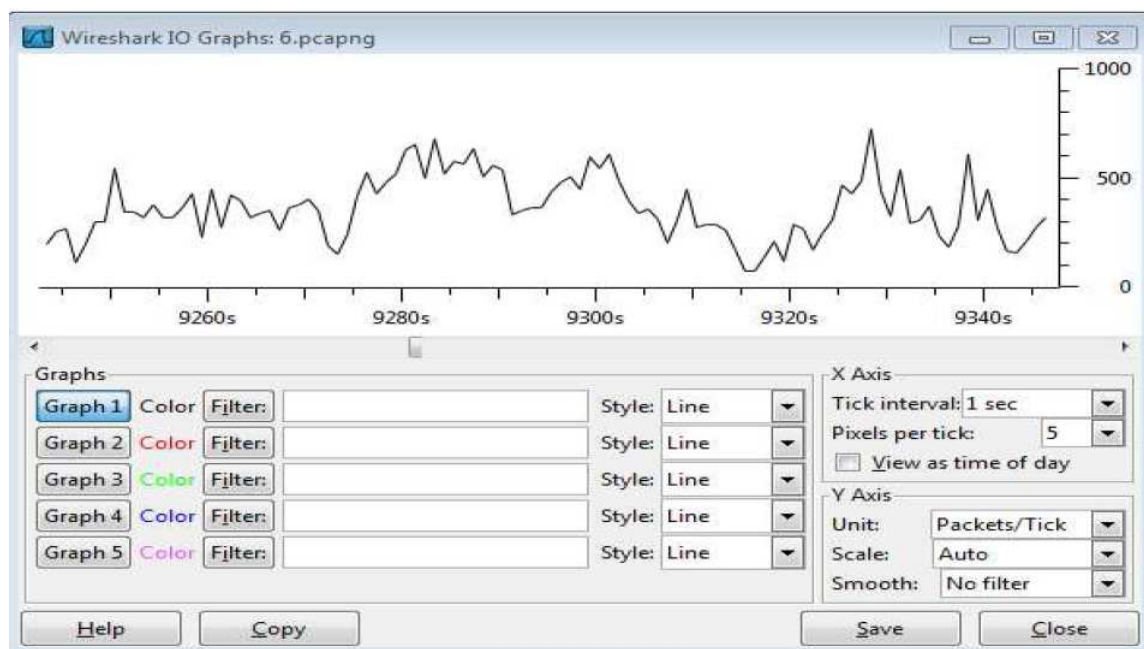 Wireshark IO Graphs: 6.pcapng
1000
500
0
9260s 9280s 9300s 9320s 9340s
Graphs
Graph 1 Color Filter: Style: Line
Graph 2 Color Filter: Style: Line
Graph 3 Color Filter: Style: Line
Graph 4 Color Filter: Style: Line
Graph 5 Color Filter: Style: Line
X Axis
Tick interval: 1 sec
Pixels per tick: 5
View as time of day
Y Axis
Unit: Packets/Tick
Scale: Auto
Smooth: No filter
Help Copy Save Close